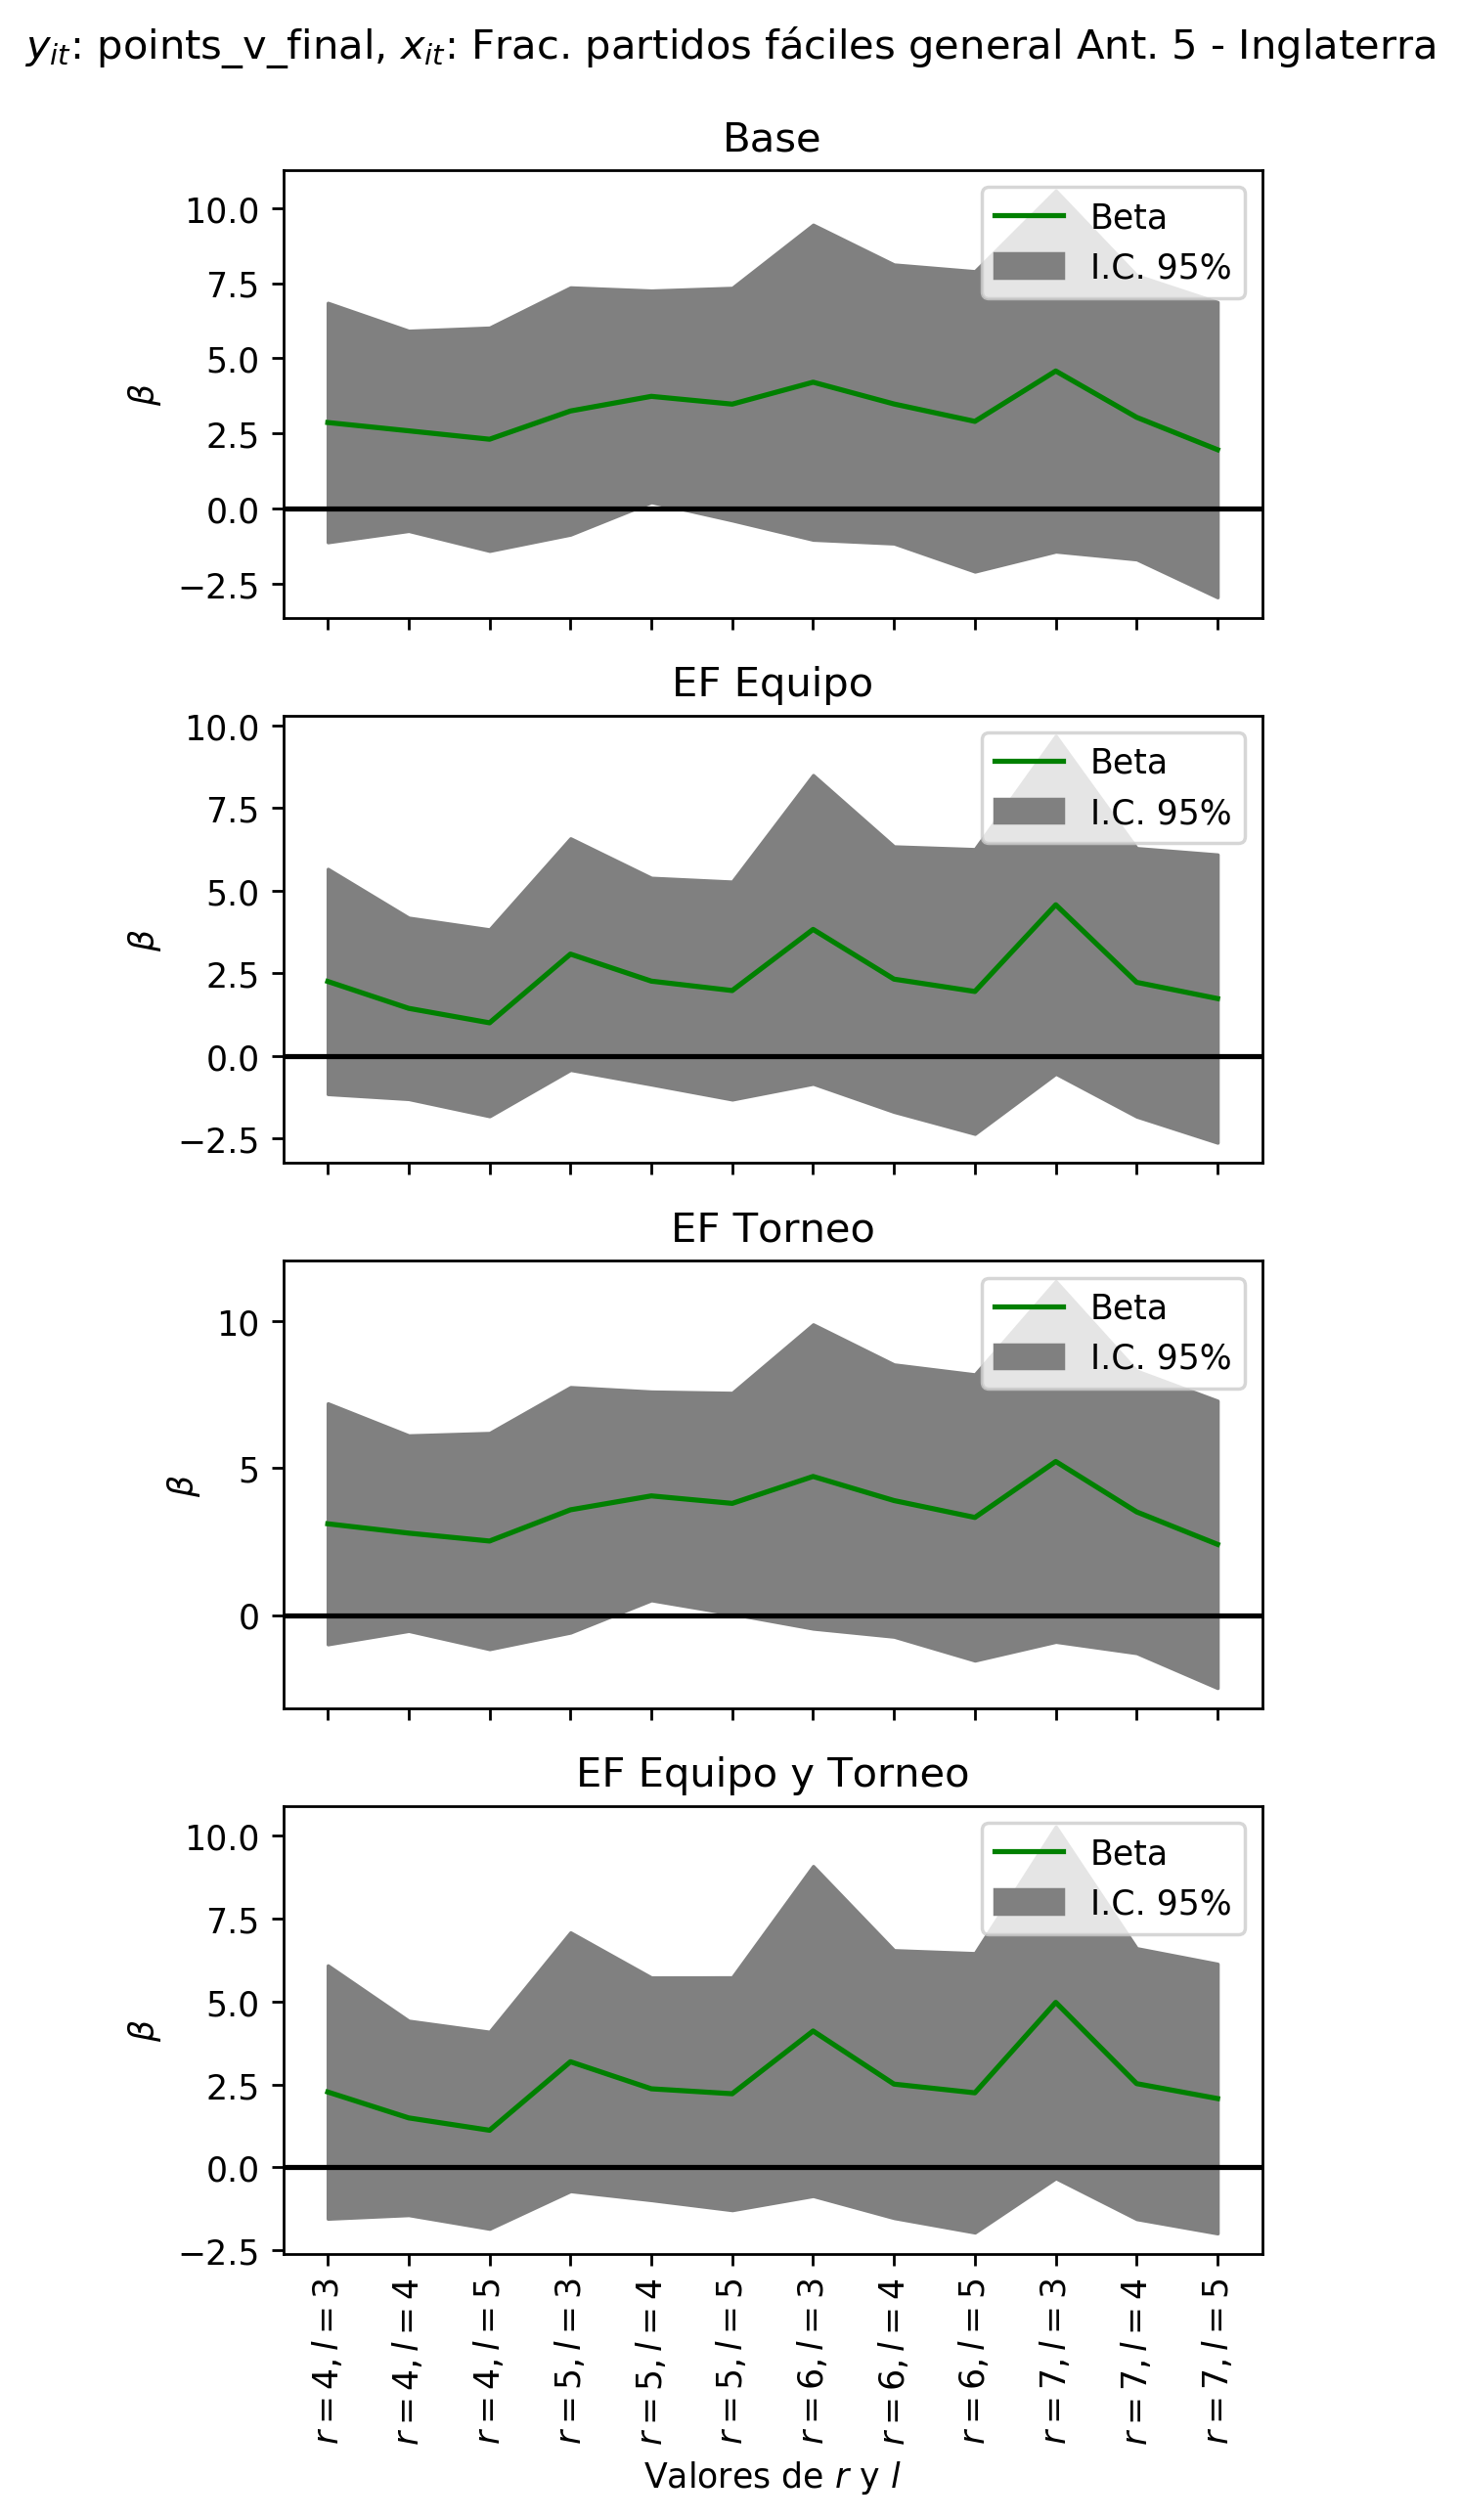 y_it: points_v_final, x_it: Frac. partidos fáciles general Ant. 5 - Inglaterra
Base
10.0
7.5
5.0
2.5
0.0
−2.5
β
Beta
I.C. 95%
EF Equipo
10.0
7.5
5.0
2.5
0.0
−2.5
β
Beta
I.C. 95%
EF Torneo
10
5
0
β
Beta
I.C. 95%
EF Equipo y Torneo
10.0
7.5
5.0
2.5
0.0
−2.5
β
Beta
I.C. 95%
r = 4, l = 3
r = 4, l = 4
r = 4, l = 5
r = 5, l = 3
r = 5, l = 4
r = 5, l = 5
r = 6, l = 3
r = 6, l = 4
r = 6, l = 5
r = 7, l = 3
r = 7, l = 4
r = 7, l = 5
Valores de r y l